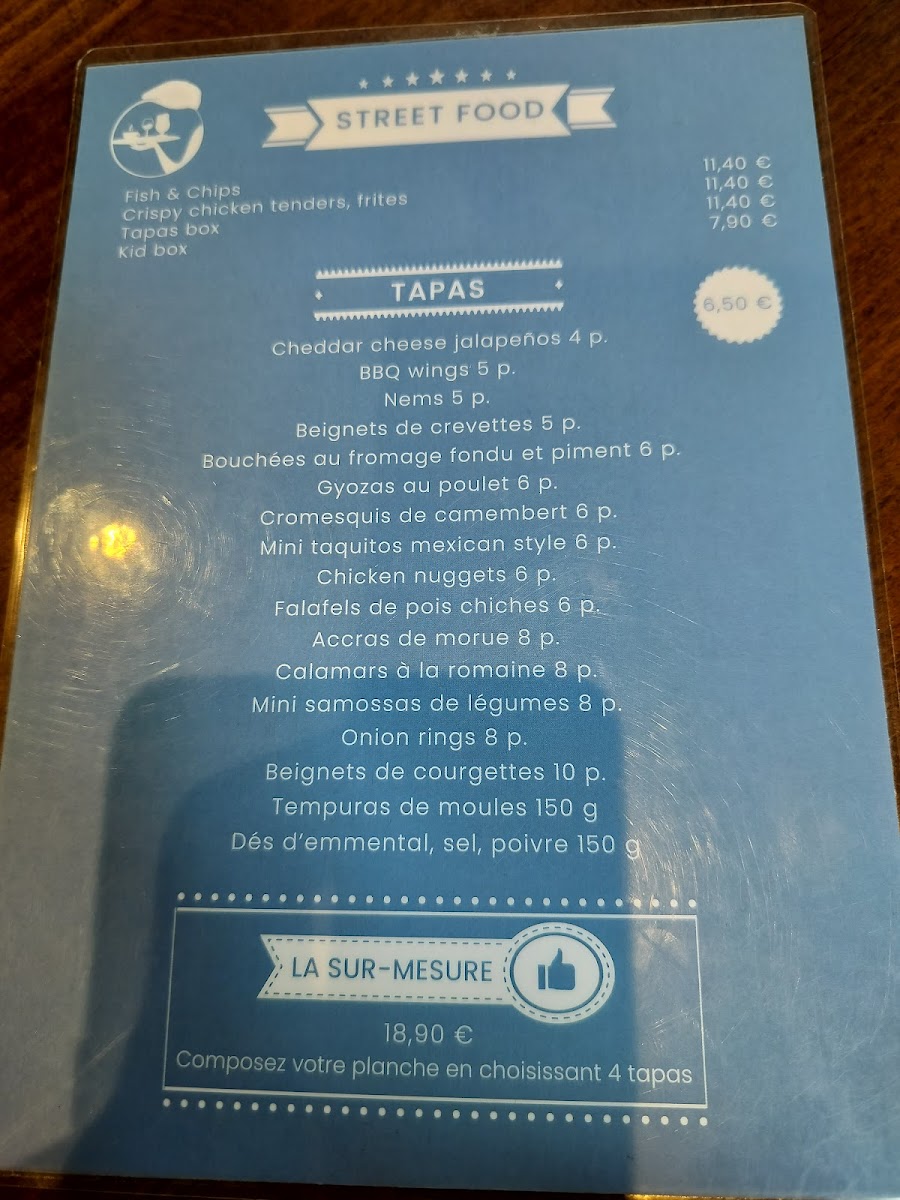 STREET FOOD
Fish & Chips 11,40 €
Crispy chicken tenders, frites 11,40 €
Tapas box 11,40 €
Kid box 7,90 €
TAPAS
6,50 €
Cheddar cheese jalapeños 4 p.
BBQ wings 5 p.
Nems 5 p.
Beignets de crevettes 5 p.
Bouchées au fromage fondu et piment 6 p.
Gyozas au poulet 6 p.
Cromesquis de camembert 6 p.
Mini taquitos mexican style 6 p.
Chicken nuggets 6 p.
Falafels de pois chiches 6 p.
Accras de morue 8 p.
Calamars à la romaine 8 p.
Mini samossas de légumes 8 p.
Onion rings 8 p.
Beignets de courgettes 10 p.
Tempuras de moules 150 g
Dés d'emmental, sel, poivre 150 g
LA SUR-MESURE
18,90 €
Composez votre planche en choisissant 4 tapas